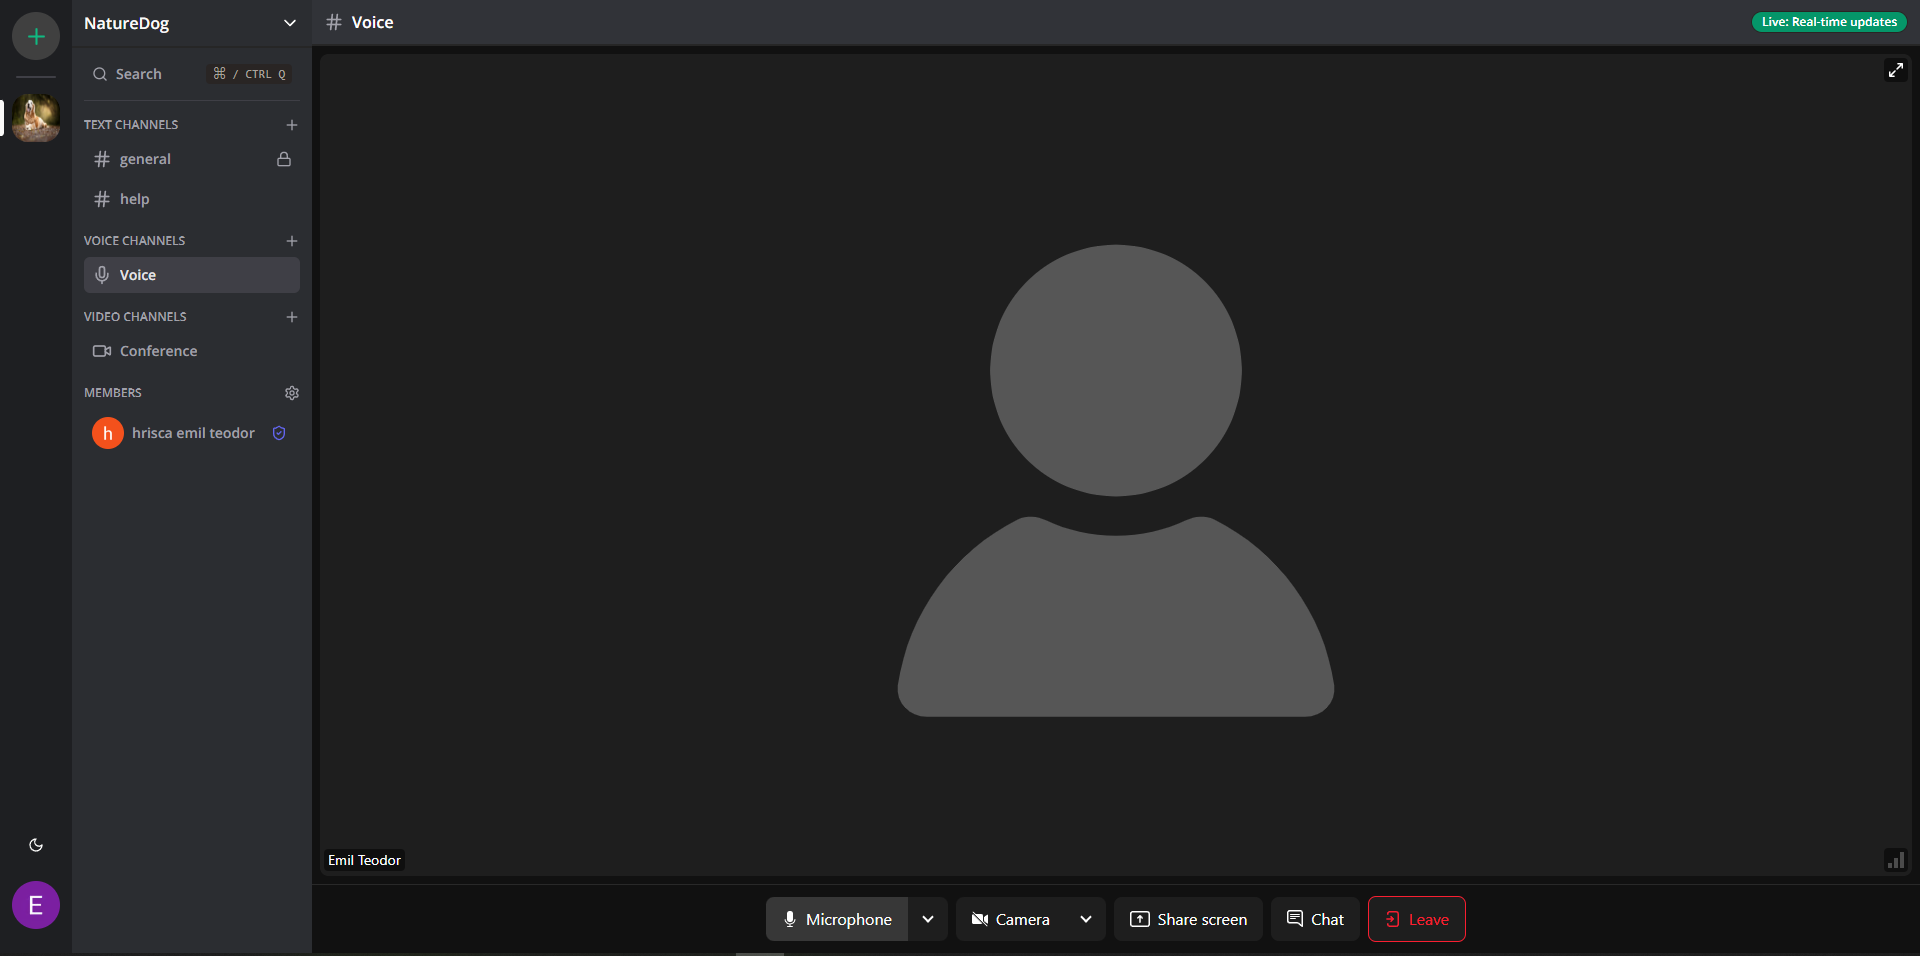 NatureDog
Search
⌘ / CTRL Q
TEXT CHANNELS
general
help
VOICE CHANNELS
Voice
VIDEO CHANNELS
Conference
MEMBERS
h
hrisca emil teodor
E
# Voice
Live: Real-time updates
Emil Teodor
Microphone
Camera
Share screen
Chat
Leave